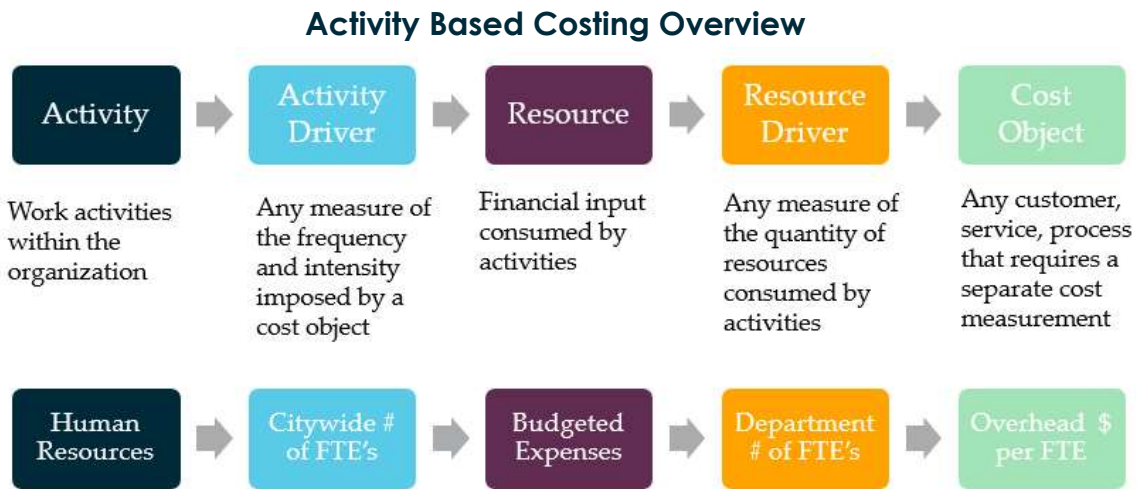 Activity Based Costing Overview
Activity
Activity
Driver
Resource
Resource
Driver
Cost
Object
Work activities
within the
organization
Any measure of
the frequency
and intensity
imposed by a
cost object
Financial input
consumed by
activities
Any measure of
the quantity of
resources
consumed by
activities
Any customer,
service, process
that requires a
separate cost
measurement
Human
Resources
Citywide #
of FTE's
Budgeted
Expenses
Department
# of FTE's
Overhead $
per FTE